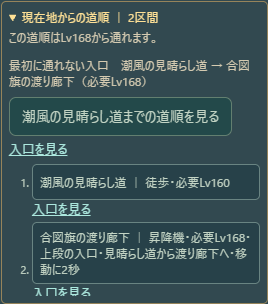 ▼ 現在地からの道順 ｜ 2区間
この道順はLv168から通れます。
最初に通れない入口　潮風の見晴らし道 → 合図
旗の渡り廊下（必要Lv168）
潮風の見晴らし道までの道順を見る
入口を見る
1. 潮風の見晴らし道 ｜ 徒歩・必要Lv160
入口を見る
合図旗の渡り廊下 ｜ 昇降機・必要Lv168・
上段の入口・見晴らし道から渡り廊下へ・移
2. 動に2秒
入口を見る